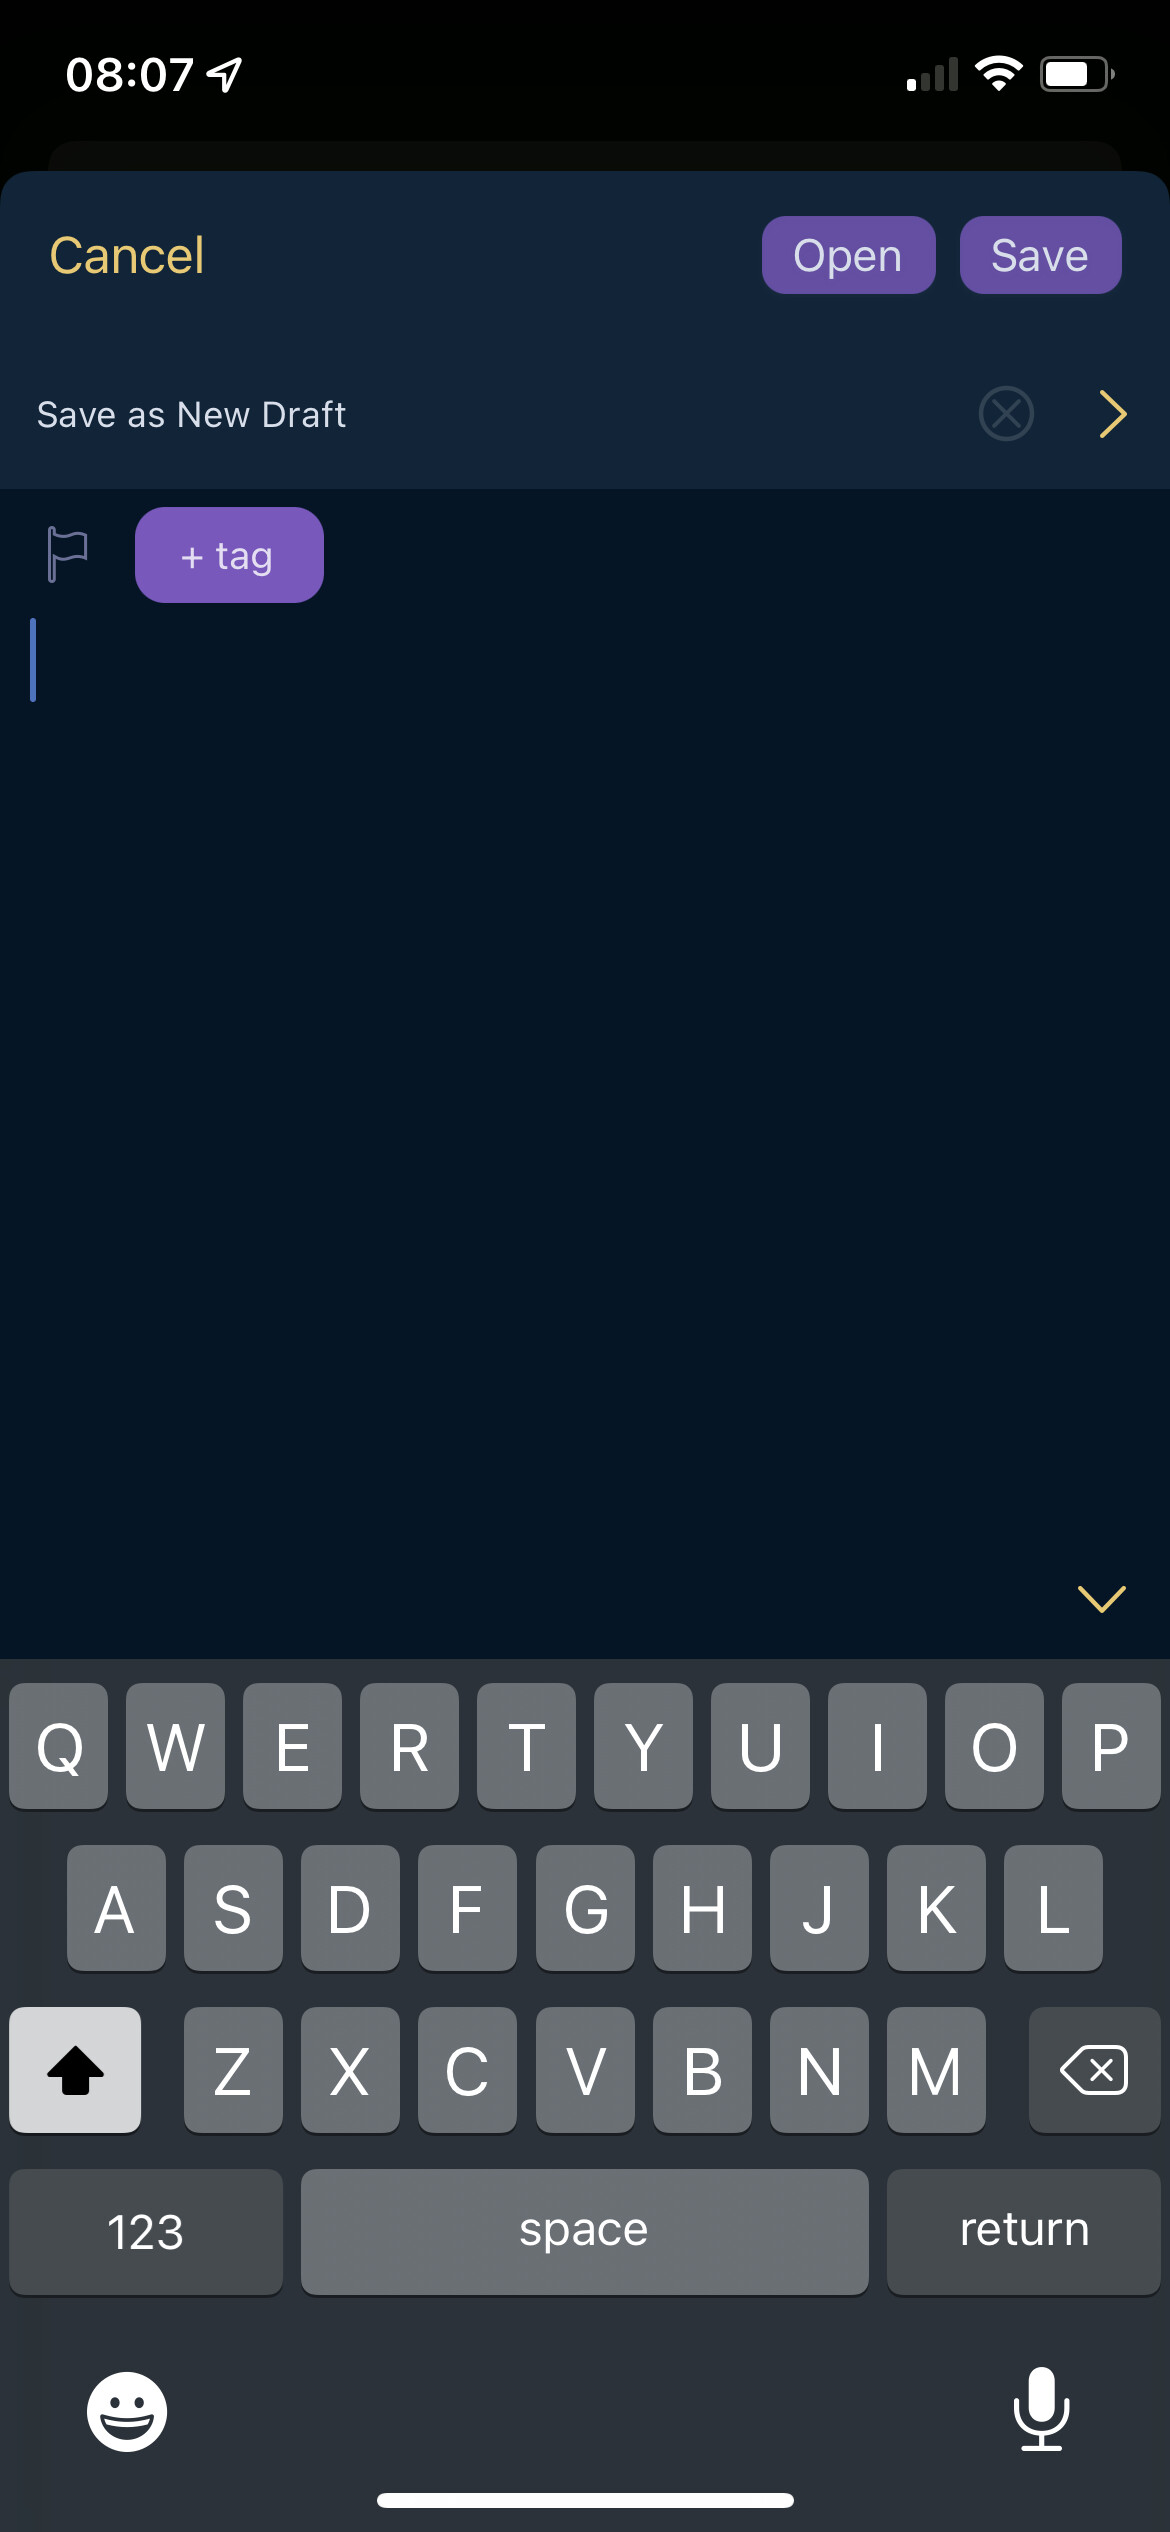 08:07
Cancel Open Save
Save as New Draft
+ tag
Q W E R T Y U I O P
A S D F G H J K L
Z X C V B N M
123 space return